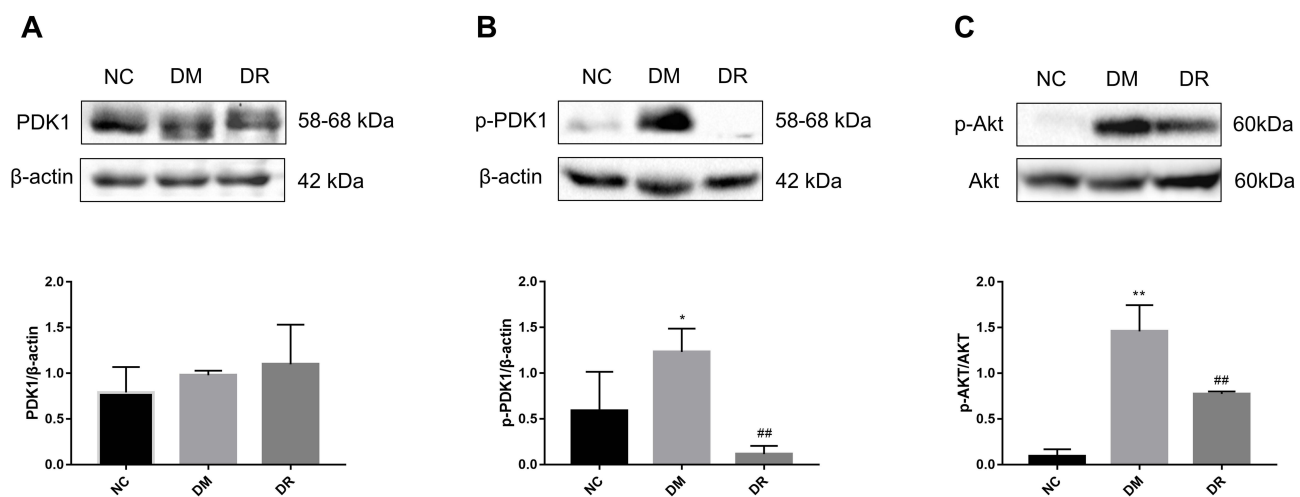 A
NC DM DR
PDK1
58-68 kDa
β-actin
42 kDa
PDK1/β-actin
2.0
1.5
1.0
0.5
0.0
NC DM DR
B
NC DM DR
p-PDK1
58-68 kDa
β-actin
42 kDa
p-PDK1/β-actin
2.0
1.5
1.0
0.5
0.0
*
##
NC DM DR
C
NC DM DR
p-Akt
60kDa
Akt
60kDa
p-AKT/AKT
2.0
1.5
1.0
0.5
0.0
**
##
NC DM DR